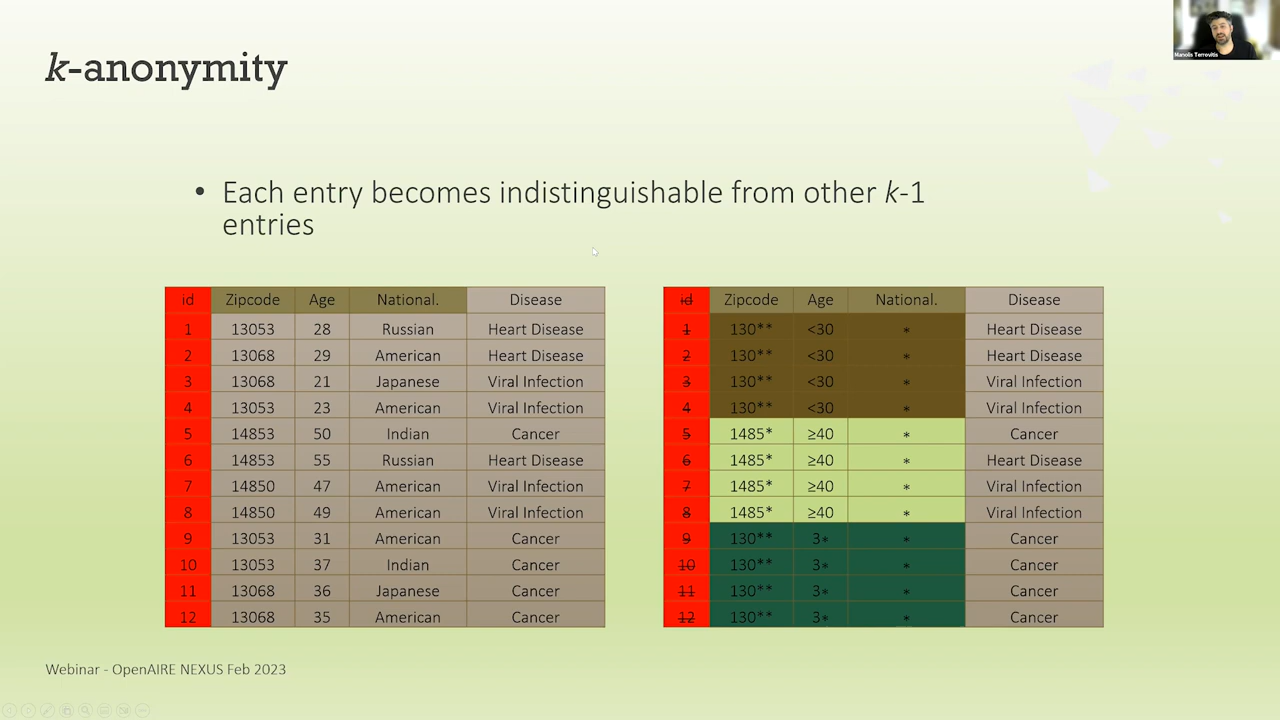 Manolis Terrovitis
k-anonymity
• Each entry becomes indistinguishable from other k-1
entries
id Zipcode Age National. Disease
1 13053 28 Russian Heart Disease
2 13068 29 American Heart Disease
3 13068 21 Japanese Viral Infection
4 13053 23 American Viral Infection
5 14853 50 Indian Cancer
6 14853 55 Russian Heart Disease
7 14850 47 American Viral Infection
8 14850 49 American Viral Infection
9 13053 31 American Cancer
10 13053 37 Indian Cancer
11 13068 36 Japanese Cancer
12 13068 35 American Cancer
id Zipcode Age National. Disease
1 130** <30 * Heart Disease
2 130** <30 * Heart Disease
3 130** <30 * Viral Infection
4 130** <30 * Viral Infection
5 1485* ≥40 * Cancer
6 1485* ≥40 * Heart Disease
7 1485* ≥40 * Viral Infection
8 1485* ≥40 * Viral Infection
9 130** 3* * Cancer
10 130** 3* * Cancer
11 130** 3* * Cancer
12 130** 3* * Cancer
Webinar - OpenAIRE NEXUS Feb 2023